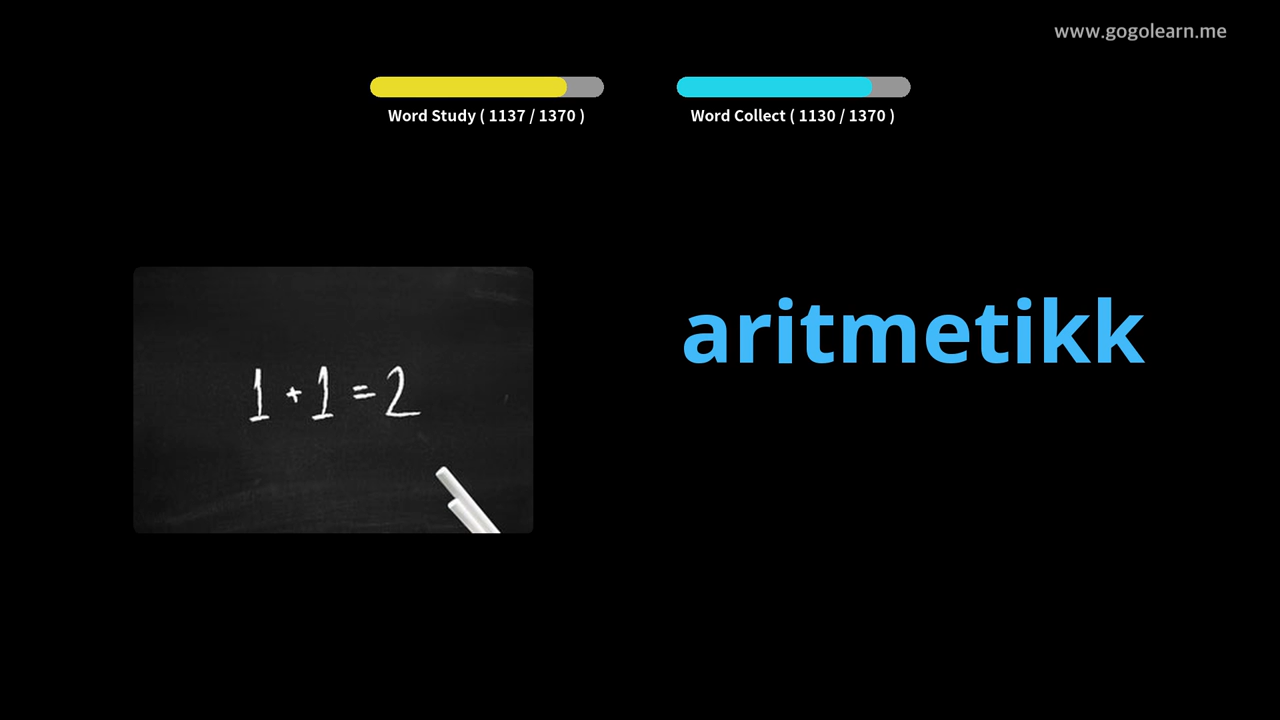 www.gogolearn.me
Word Study ( 1137 / 1370 )
Word Collect ( 1130 / 1370 )
aritmetikk
1 + 1 = 2